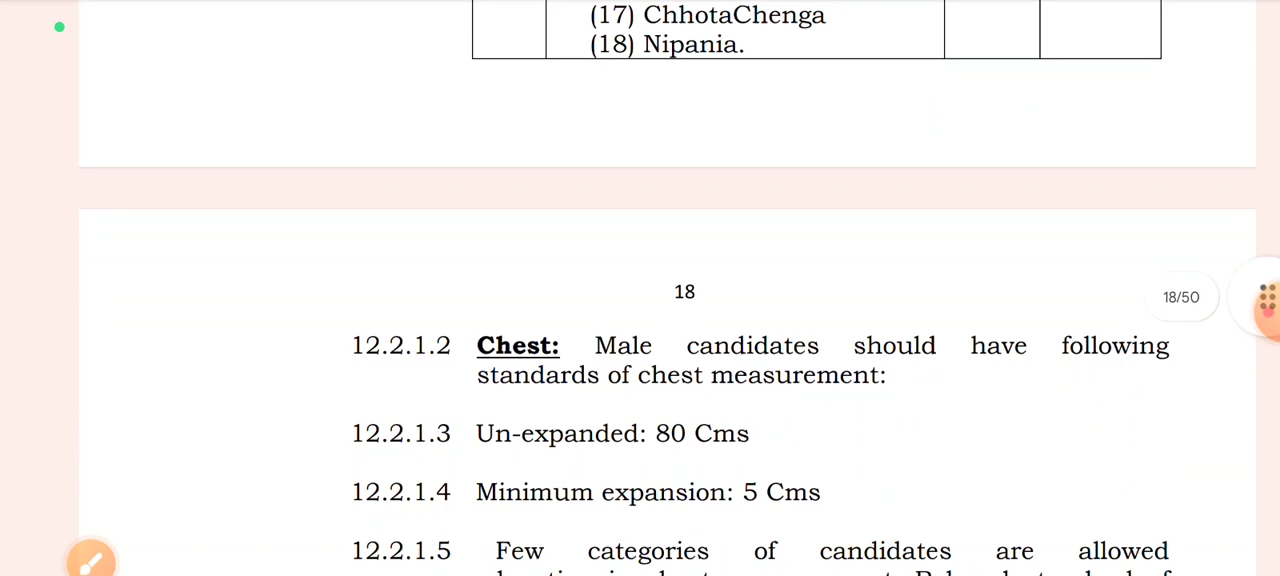 (17) ChhotaChenga
(18) Nipania.
18
18/50
12.2.1.2 Chest: Male candidates should have following
standards of chest measurement:
12.2.1.3 Un-expanded: 80 Cms
12.2.1.4 Minimum expansion: 5 Cms
12.2.1.5 Few categories of candidates are allowed